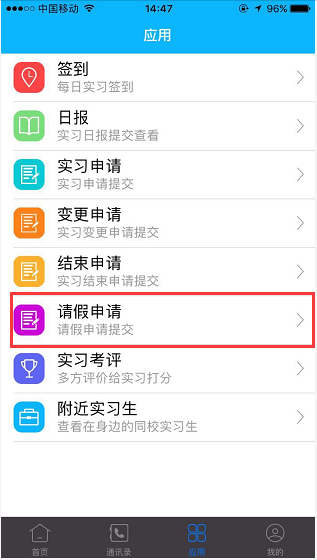 中国移动 14:47 96%
应用
签到
每日实习签到
日报
实习日报提交查看
实习申请
实习申请提交
变更申请
实习变更申请提交
结束申请
实习结束申请提交
请假申请
请假申请提交
实习考评
多方评价给实习打分
附近实习生
查看在身边的同校实习生
首页 通讯录 应用 我的